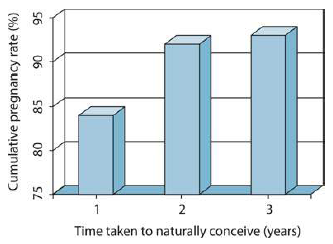 Cumulative pregnancy rate (%)
95
90
85
80
75
1 2 3
Time taken to naturally conceive (years)